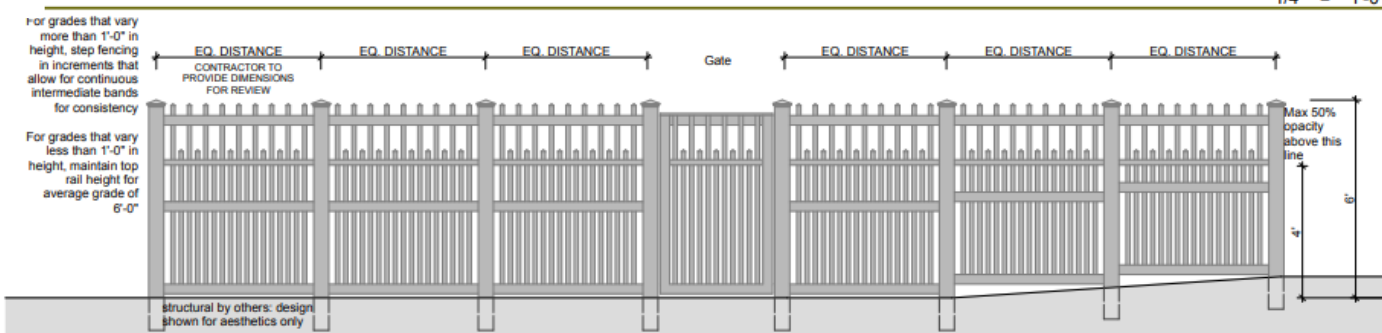 For grades that vary
more than 1'-0" in
height, step fencing
in increments that
allow for continuous
intermediate bands
for consistency
For grades that vary
less than 1'-0" in
height, maintain top
rail height for
average grade of
6'-0"
EQ. DISTANCE
CONTRACTOR TO
PROVIDE DIMENSIONS
FOR REVIEW
EQ. DISTANCE
EQ. DISTANCE
Gate
EQ. DISTANCE
EQ. DISTANCE
EQ. DISTANCE
Max 50%
opacity
above this
line
4'
6'
structural by others: design
shown for aesthetics only